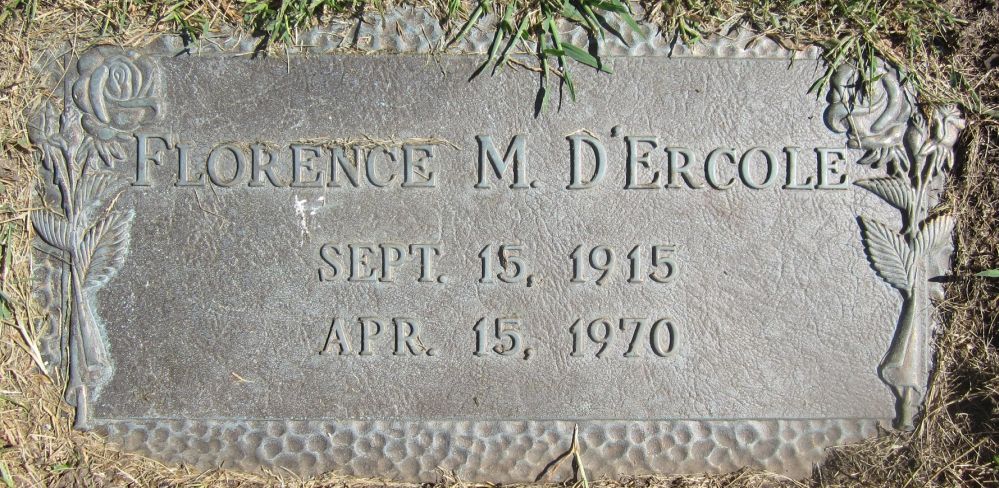 Florence M. D'Ercole
SEPT. 15, 1915
APR. 15, 1970